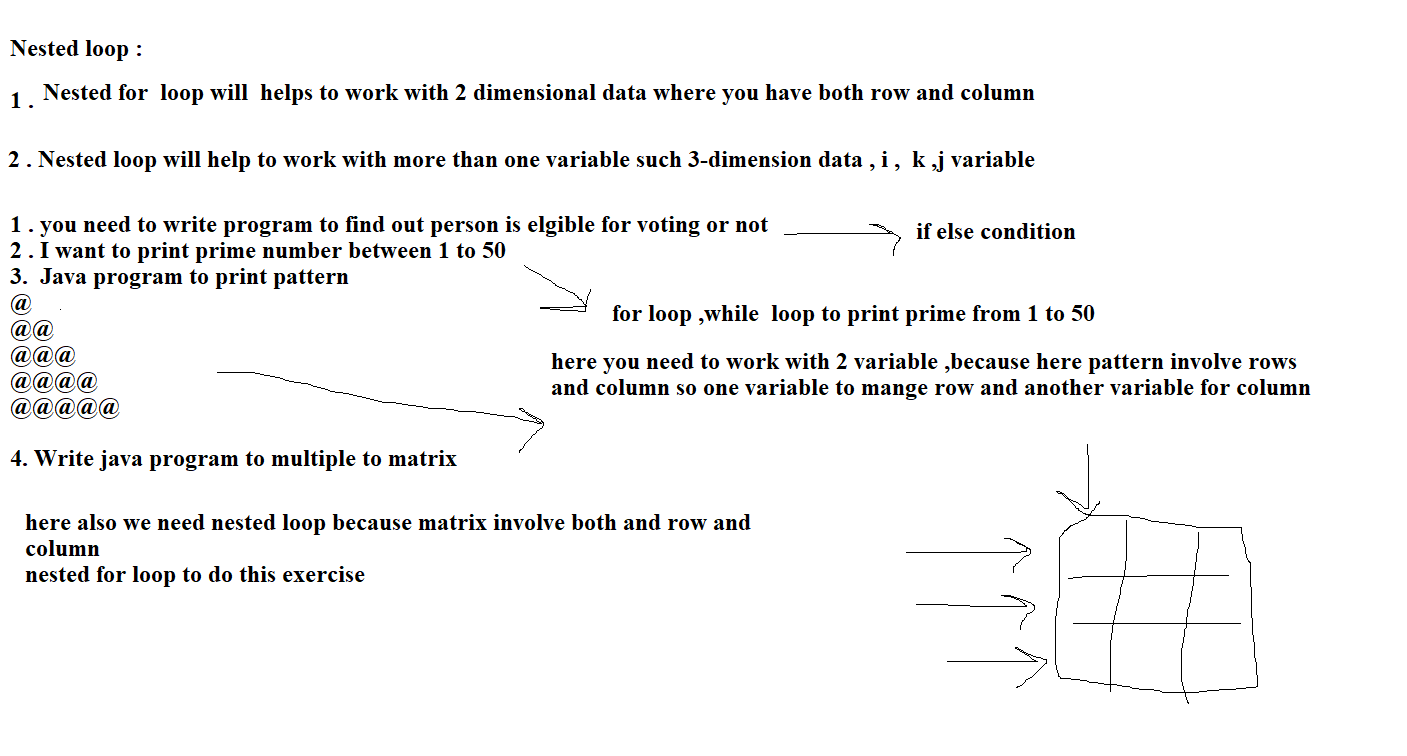 Nested loop :
1 . Nested for loop will helps to work with 2 dimensional data where you have both row and column
2 . Nested loop will help to work with more than one variable such 3-dimension data , i , k ,j variable
1 . you need to write program to find out person is elgible for voting or not
if else condition
2 . I want to print prime number between 1 to 50
3. Java program to print pattern
@
@@
@@@
@@@@
@@@@@
for loop ,while loop to print prime from 1 to 50
here you need to work with 2 variable ,because here pattern involve rows
and column so one variable to mange row and another variable for column
4. Write java program to multiple to matrix
here also we need nested loop because matrix involve both and row and
column
nested for loop to do this exercise